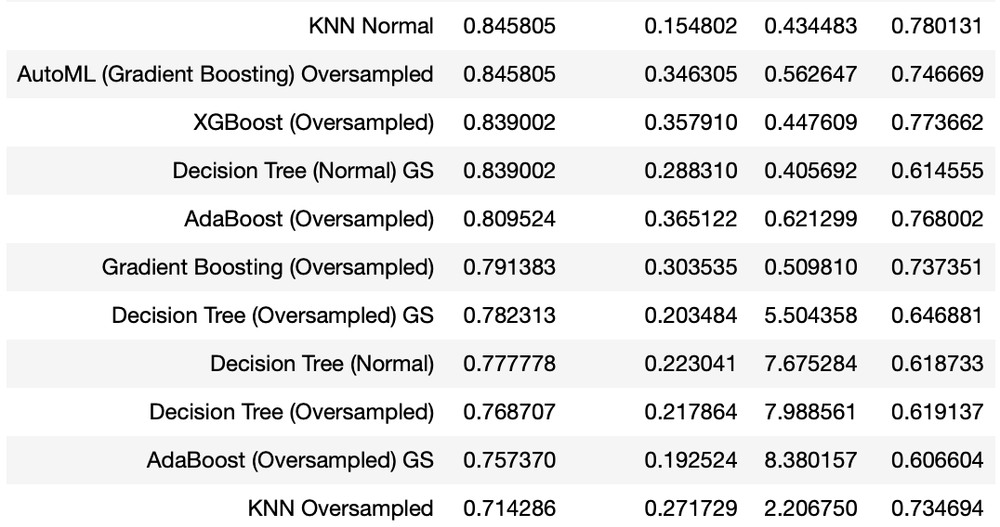 KNN Normal 0.845805 0.154802 0.434483 0.780131
AutoML (Gradient Boosting) Oversampled 0.845805 0.346305 0.562647 0.746669
XGBoost (Oversampled) 0.839002 0.357910 0.447609 0.773662
Decision Tree (Normal) GS 0.839002 0.288310 0.405692 0.614555
AdaBoost (Oversampled) 0.809524 0.365122 0.621299 0.768002
Gradient Boosting (Oversampled) 0.791383 0.303535 0.509810 0.737351
Decision Tree (Oversampled) GS 0.782313 0.203484 5.504358 0.646881
Decision Tree (Normal) 0.777778 0.223041 7.675284 0.618733
Decision Tree (Oversampled) 0.768707 0.217864 7.988561 0.619137
AdaBoost (Oversampled) GS 0.757370 0.192524 8.380157 0.606604
KNN Oversampled 0.714286 0.271729 2.206750 0.734694